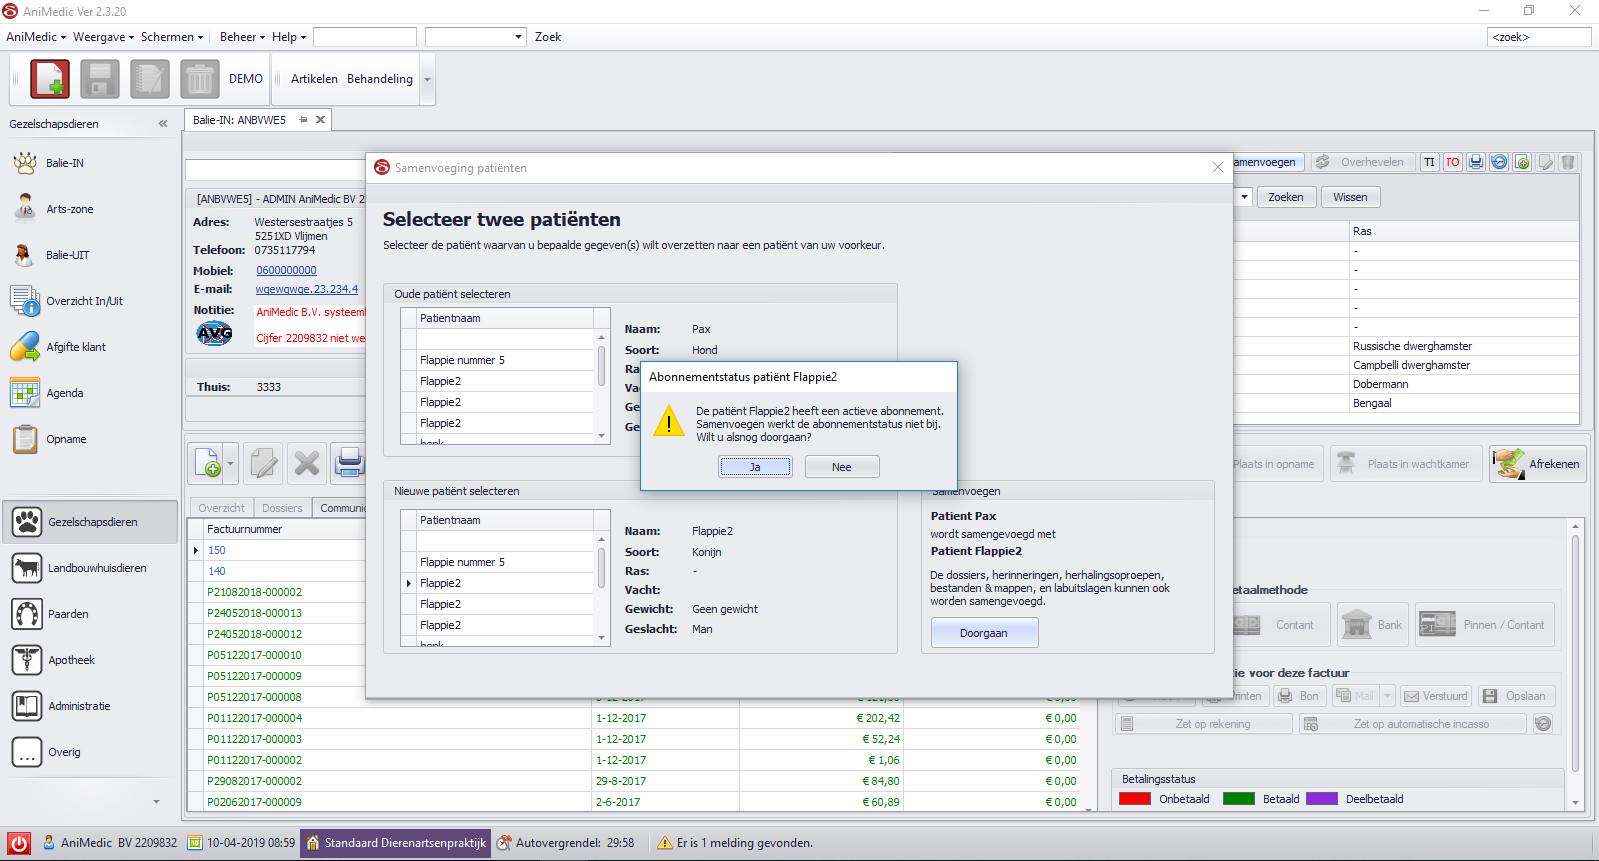 AniMedic Ver 2.3.20
AniMedic Weergave Schermen Beheer Help Zoek <zoek>
DEMO Artikelen Behandeling
Gezelschapsdieren «
Balie-IN: ANBVWE5
Balie-IN
Arts-zone
Balie-UIT
Overzicht In/Uit
Afgifte klant
Agenda
Opname
Gezelschapsdieren
Landbouwhuisdieren
Paarden
Apotheek
Administratie
... Overig
[ANBVWE5] - ADMIN AniMedic BV 2
Adres: Westersestraatjes 5
5251XD Vlijmen
Telefoon: 0735117794
Mobiel: 0600000000
E-mail: wgewgwge.23.234.4
Notitie: AniMedic B.V. systeem
AVG
Cijfer 2209832 niet we
Thuis: 3333
Overzicht Dossiers Communic
Factuurnummer
150
140
P21082018-000002
P24052018-000013
P24052018-000012
P05122017-000010
P05122017-000009
P05122017-000008
P01122017-000004 1-12-2017 € 202,42 € 0,00
P01122017-000003 1-12-2017 € 52,24 € 0,00
P01122017-000002 1-12-2017 € 1,06 € 0,00
P29082017-000002 29-8-2017 € 84,80 € 0,00
P02062017-000009 2-6-2017 € 60,89 € 0,00
Samenvoeging patiënten
Selecteer twee patiënten
Selecteer de patiënt waarvan u bepaalde gegeven(s) wilt overzetten naar een patiënt van uw voorkeur.
Oude patiënt selecteren
Patientnaam
Flappie nummer 5
Flappie2
Flappie2
Flappie2
henk
Naam: Pax
Soort: Hond
Ra
Va
Ge
Ge
Abonnementstatus patiënt Flappie2
De patiënt Flappie2 heeft een actieve abonnement.
Samenvoegen werkt de abonnementstatus niet bij.
Wilt u alsnog doorgaan?
Ja Nee
Nieuwe patiënt selecteren
Patientnaam
Flappie nummer 5
Flappie2
Flappie2
Flappie2
henk
Naam: Flappie2
Soort: Konijn
Ras: -
Vacht:
Gewicht: Geen gewicht
Geslacht: Man
Samenvoegen
Patient Pax
wordt samengevoegd met
Patient Flappie2
De dossiers, herinneringen, herhalingsoproepen,
bestanden & mappen, en labuitslagen kunnen ook
worden samengevoegd.
Doorgaan
amenvoegen Overhevelen TI TO
Zoeken Wissen
Ras
-
-
-
-
-
Russische dwerghamster
Campbelli dwerghamster
Dobermann
Bengaal
Plaats in opname Plaats in wachtkamer Afrekenen
etaalmethode
Contant Bank Pinnen / Contant
tie voor deze factuur
rinten Bon Mail Verstuurd Opslaan
Zet op rekening Zet op automatische incasso
Betalingsstatus
Onbetaald Betaald Deelbetaald
AniMedic BV 2209832 10-04-2019 08:59 Standaard Dierenartsenpraktijk Autovergrendel: 29:58 Er is 1 melding gevonden.